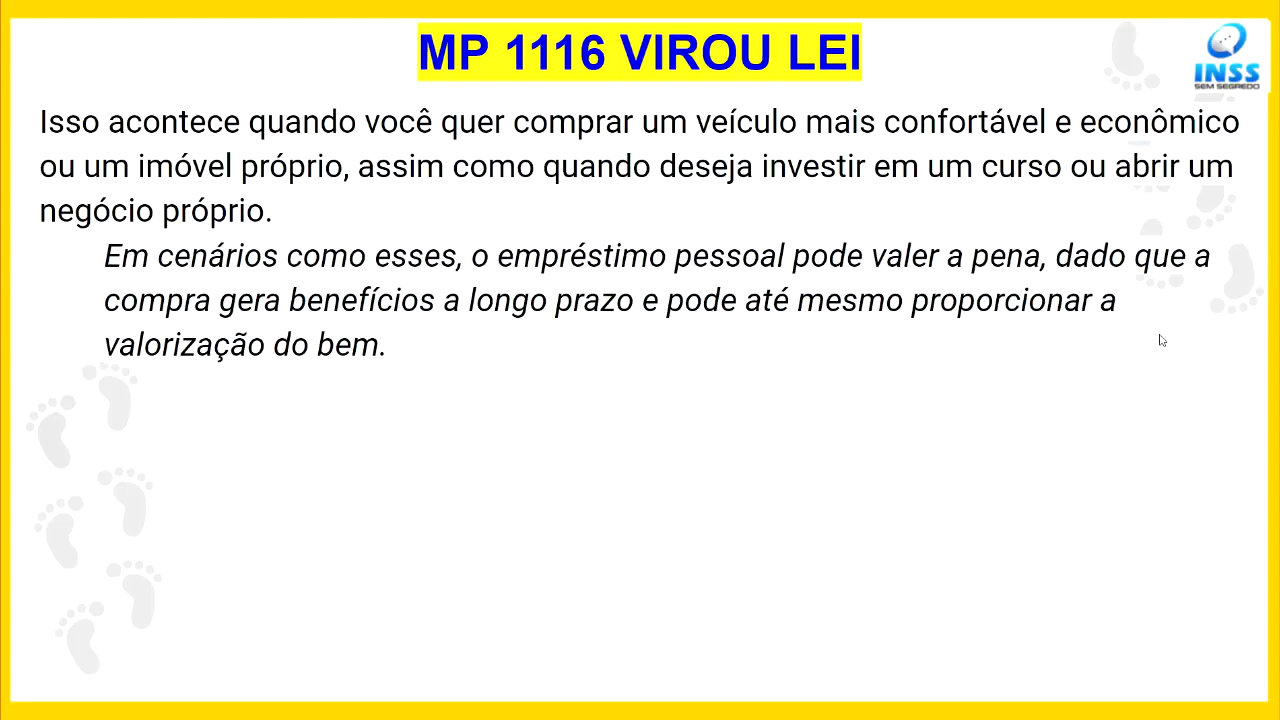 MP 1116 VIROU LEI
INSS
SEM SEGREDO
Isso acontece quando você quer comprar um veículo mais confortável e econômico
ou um imóvel próprio, assim como quando deseja investir em um curso ou abrir um
negócio próprio.
Em cenários como esses, o empréstimo pessoal pode valer a pena, dado que a
compra gera benefícios a longo prazo e pode até mesmo proporcionar a
valorização do bem.